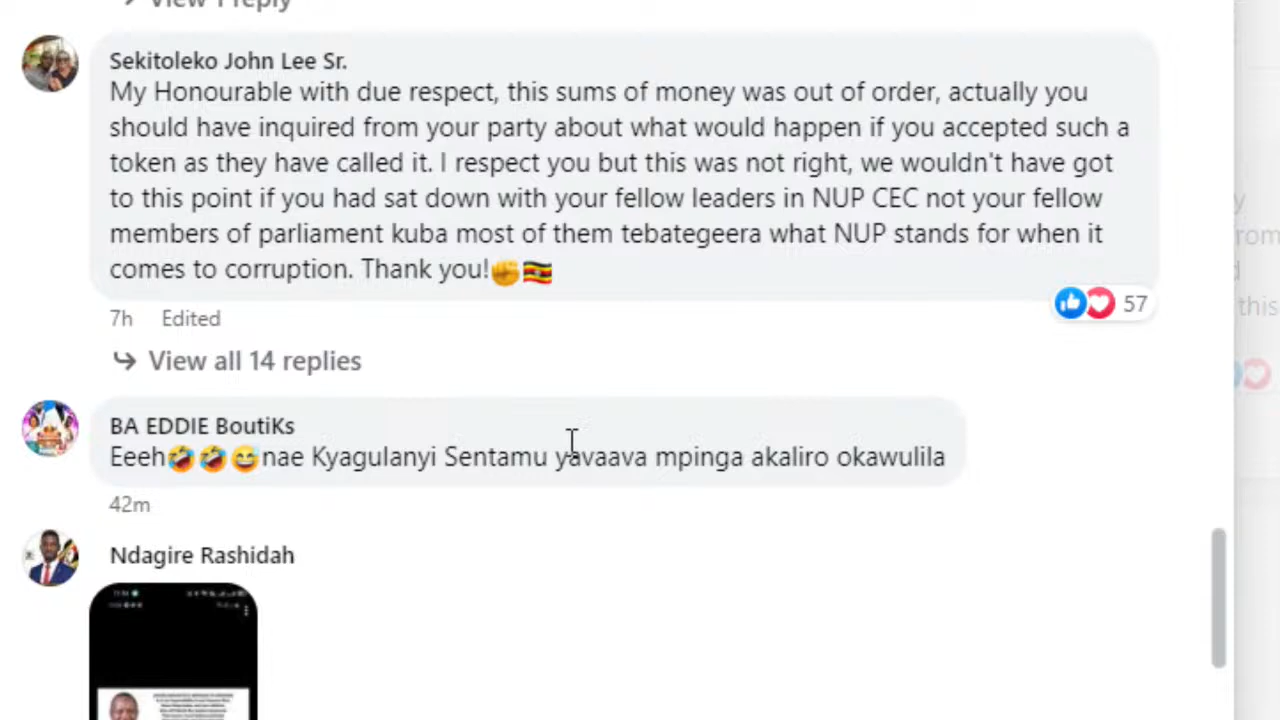 View 1 reply
Sekitoleko John Lee Sr.
My Honourable with due respect, this sums of money was out of order, actually you
should have inquired from your party about what would happen if you accepted such a
token as they have called it. I respect you but this was not right, we wouldn't have got
to this point if you had sat down with your fellow leaders in NUP CEC not your fellow
members of parliament kuba most of them tebategeera what NUP stands for when it
comes to corruption. Thank you!✊🇺🇬
7h Edited
57
View all 14 replies
BA EDDIE BoutiKs
Eeeh🤣🤣😅nae Kyagulanyi Sentamu yavaava mpinga akaliro okawulila
42m
Ndagire Rashidah
rom
this